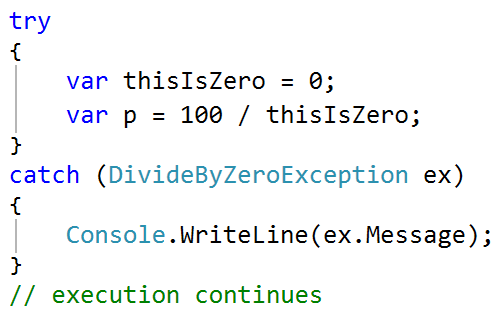 try
{
    var thisIsZero = 0;
    var p = 100 / thisIsZero;
}
catch (DivideByZeroException ex)
{
    Console.WriteLine(ex.Message);
}
// execution continues